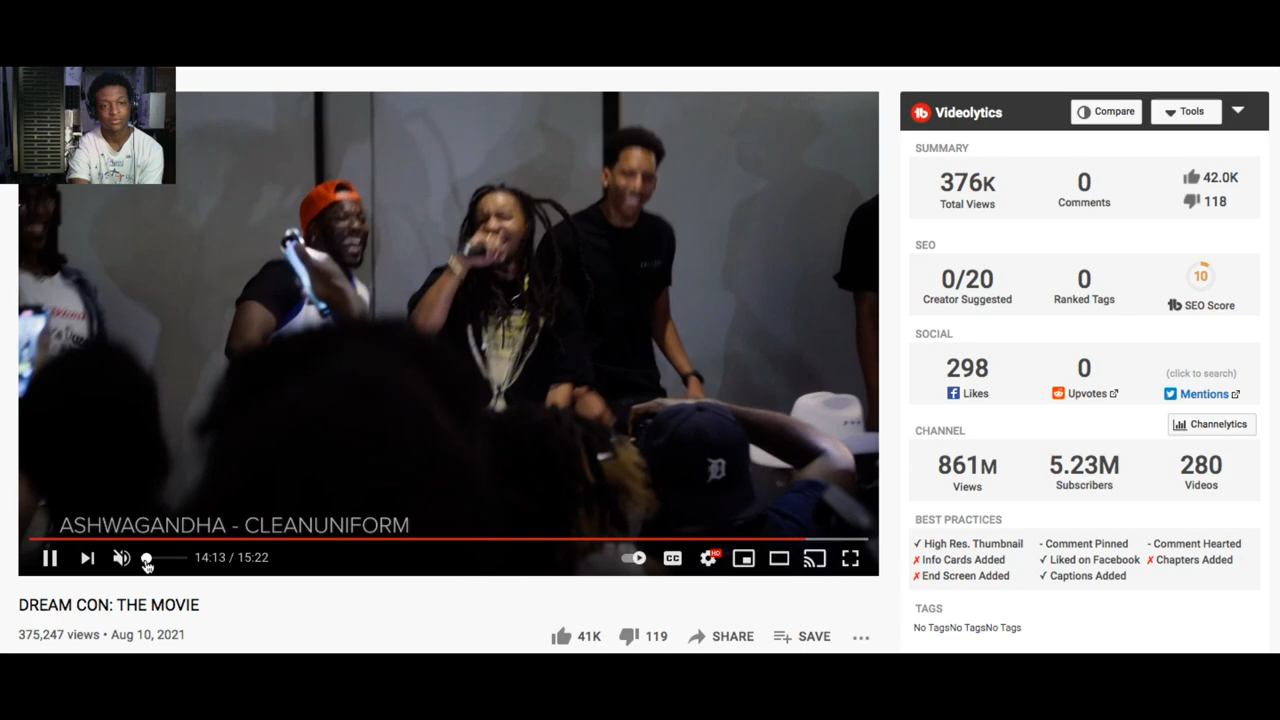 Videolytics
Compare
Tools
SUMMARY
376K
Total Views
0
Comments
42.0K
118
SEO
0/20
Creator Suggested
0
Ranked Tags
10
SEO Score
SOCIAL
298
Likes
0
Upvotes
(click to search)
Mentions
CHANNEL
Channelytics
861M
Views
5.23M
Subscribers
280
Videos
BEST PRACTICES
✓ High Res. Thumbnail - Comment Pinned - Comment Hearted
✗ Info Cards Added ✓ Liked on Facebook ✗ Chapters Added
✗ End Screen Added ✓ Captions Added
TAGS
No TagsNo TagsNo Tags
D
ASHWAGANDHA - CLEANUNIFORM
14:13 / 15:22
CC
HD
DREAM CON: THE MOVIE
375,247 views • Aug 10, 2021
41K
119
SHARE
SAVE